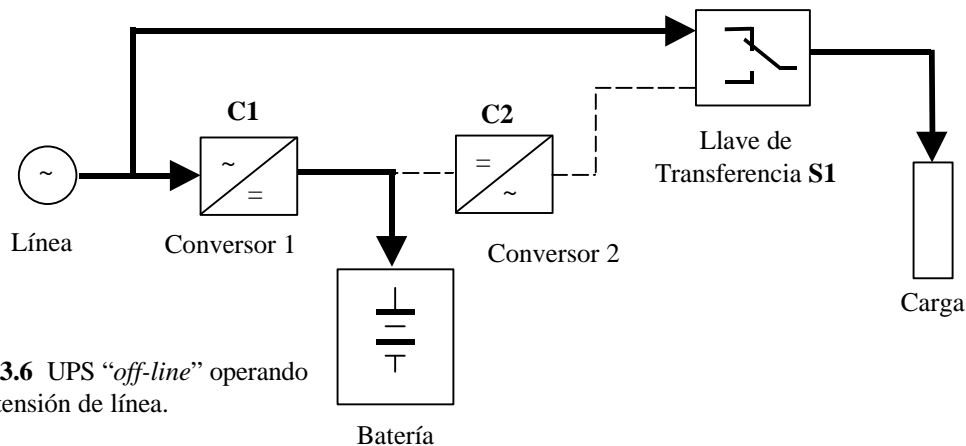 C1
C2
~
=
=
~
~
Llave de
Transferencia S1
Línea
Conversor 1
Conversor 2
Carga
3.6 UPS “off-line” operando
tensión de línea.
Batería